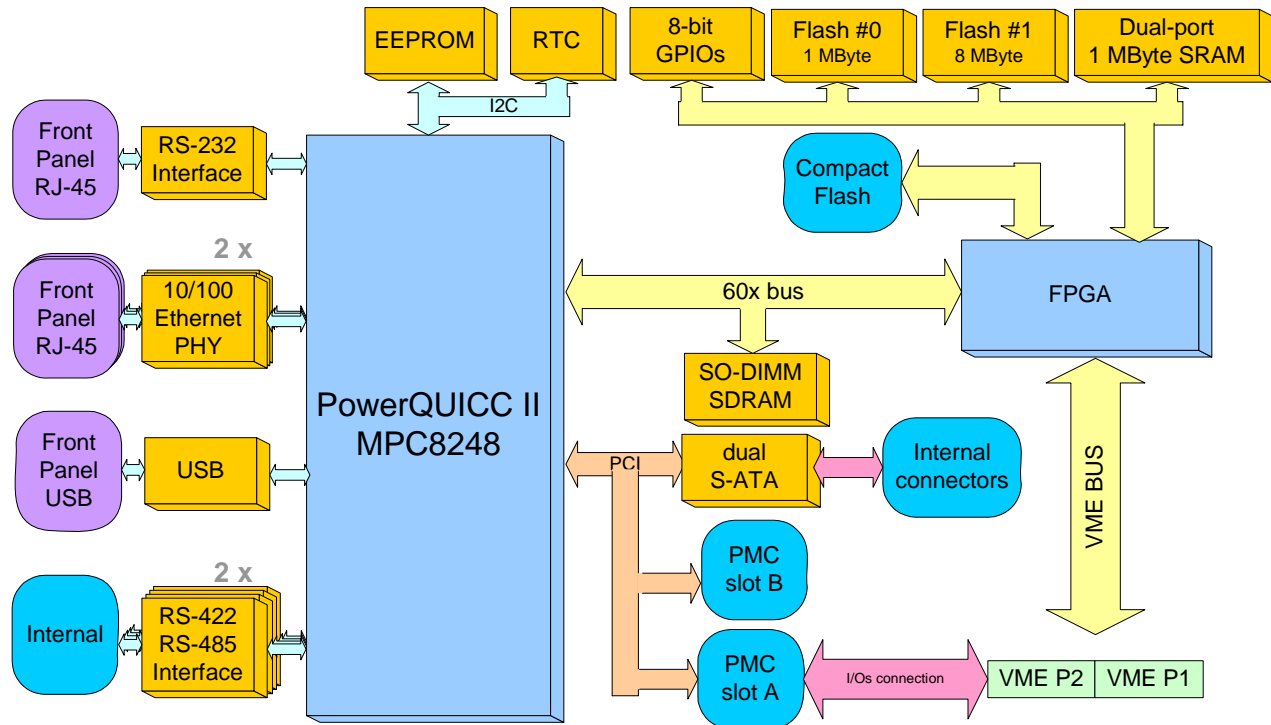 EEPROM
RTC
8-bit
GPIOs
Flash #0
1 MByte
Flash #1
8 MByte
Dual-port
1 MByte SRAM
I2C
Front
Panel
RJ-45
RS-232
Interface
Compact
Flash
2 x
Front
Panel
RJ-45
10/100
Ethernet
PHY
60x bus
FPGA
SO-DIMM
SDRAM
PowerQUICC II
MPC8248
Front
Panel
USB
USB
PCI
dual
S-ATA
Internal
connectors
VME BUS
PMC
slot B
2 x
Internal
RS-422
RS-485
Interface
PMC
slot A
I/Os connection
VME P2
VME P1